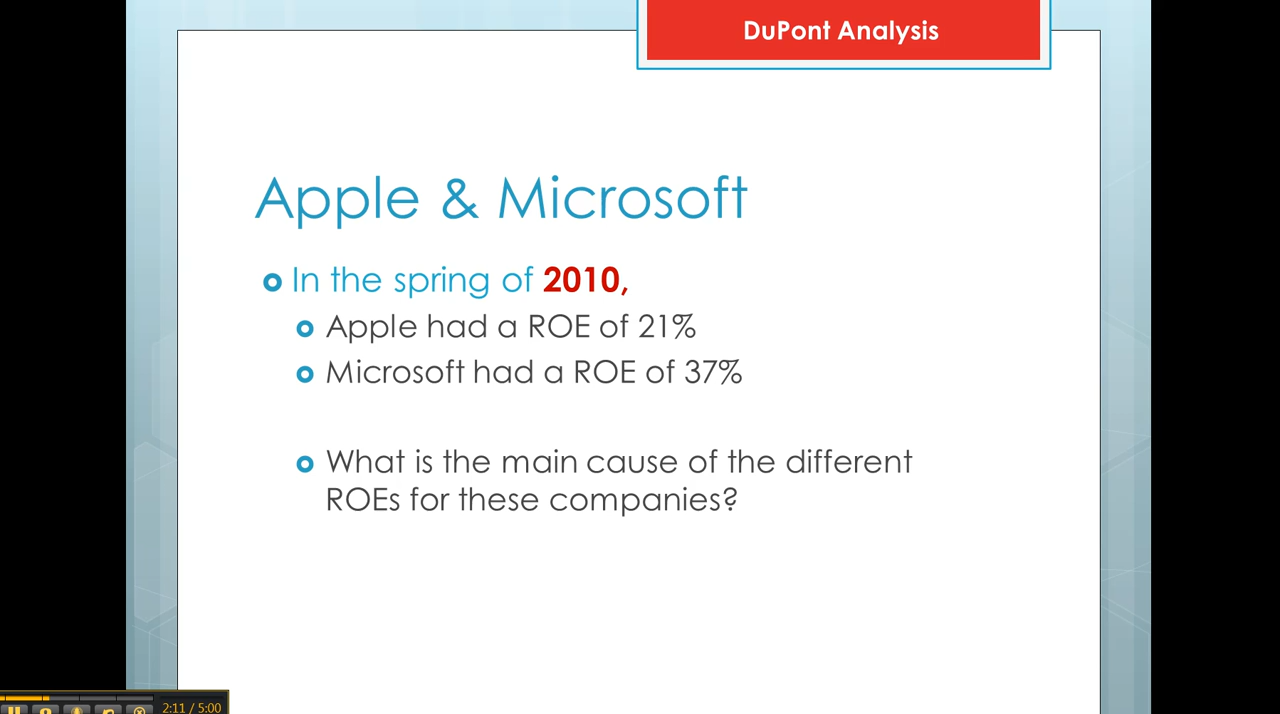 DuPont Analysis
Apple & Microsoft
In the spring of 2010,
Apple had a ROE of 21%
Microsoft had a ROE of 37%
What is the main cause of the different
ROEs for these companies?
2:11 / 5:00